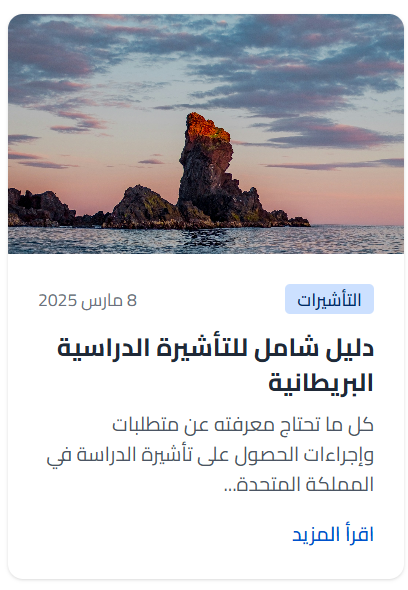 التأشيرات
8 مارس 2025
دليل شامل للتأشيرة الدراسية
البريطانية
كل ما تحتاج معرفته عن متطلبات
وإجراءات الحصول على تأشيرة الدراسة في
المملكة المتحدة...
اقرأ المزيد